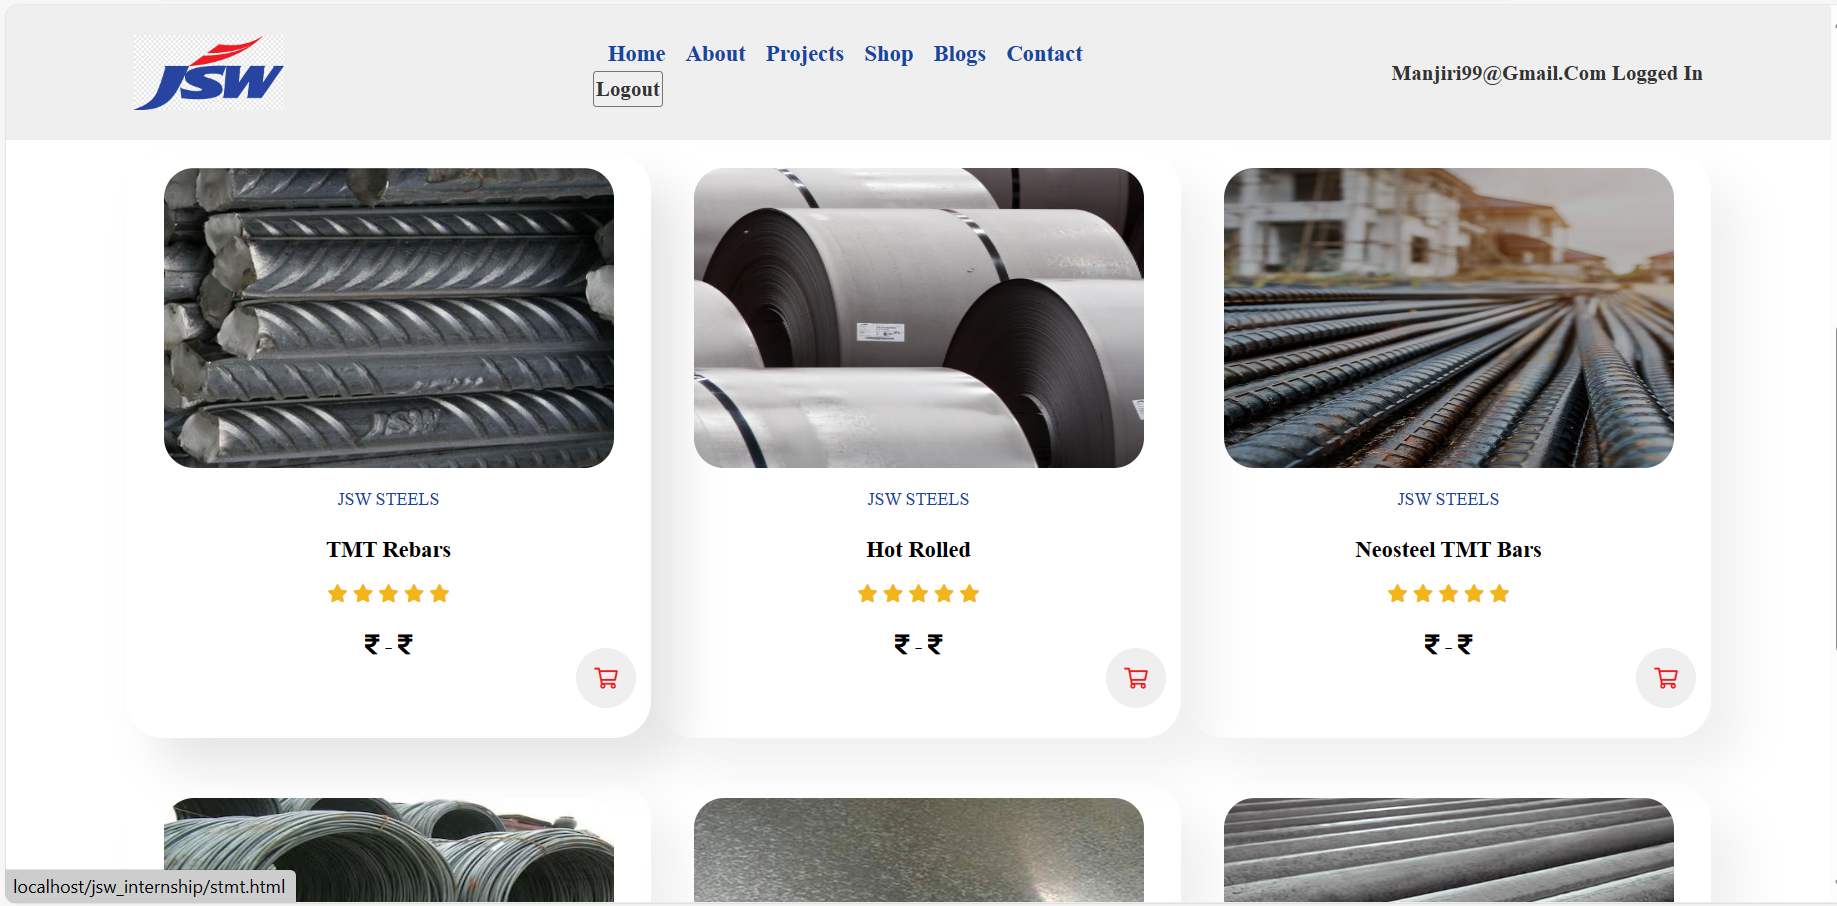 JSW
Home About Projects Shop Blogs Contact
Logout
Manjiri99@Gmail.Com Logged In
JSW
JSW STEELS
TMT Rebars
₹ - ₹
JSW STEELS
Hot Rolled
₹ - ₹
JSW STEELS
Neosteel TMT Bars
₹ - ₹
localhost/jsw_internship/stmt.html